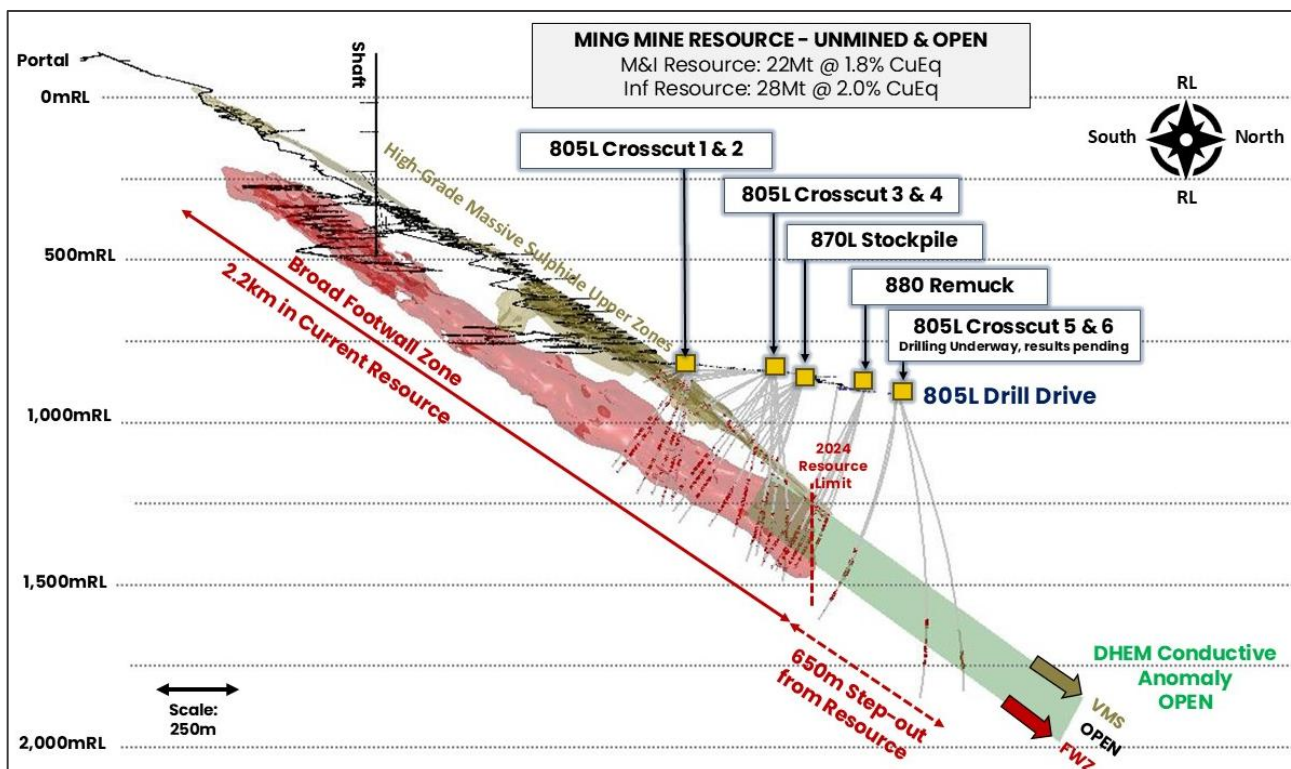 MING MINE RESOURCE - UNMINED & OPEN
M&I Resource: 22Mt @ 1.8% CuEq
Inf Resource: 28Mt @ 2.0% CuEq
Portal
Shaft
0mRL
RL
South
North
RL
High-Grade Massive Sulphide Upper Zones
805L Crosscut 1 & 2
805L Crosscut 3 & 4
870L Stockpile
880 Remuck
805L Crosscut 5 & 6
Drilling Underway, results pending
500mRL
Broad Footwall Zone
2.2km in Current Resource
805L Drill Drive
1,000mRL
2024
Resource
Limit
1,500mRL
650m Step-out
from Resource
DHEM Conductive
Anomaly
OPEN
Scale:
250m
VMS
OPEN
FWZ
2,000mRL